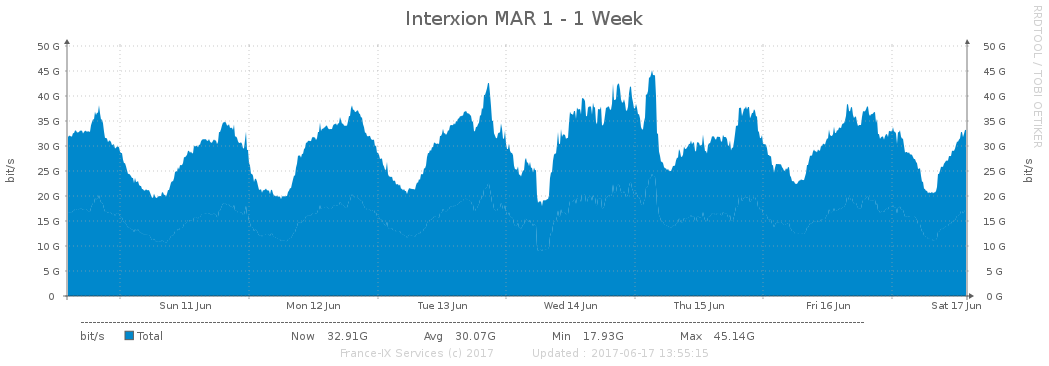 Interxion MAR 1 - 1 Week
RRDTOOL / TOBI OETIKER
50 G 50 G
45 G 45 G
40 G 40 G
35 G 35 G
30 G 30 G
25 G 25 G
20 G 20 G
15 G 15 G
10 G 10 G
5 G 5 G
0 0 G
bit/s
bit/s
Sun 11 Jun Mon 12 Jun Tue 13 Jun Wed 14 Jun Thu 15 Jun Fri 16 Jun Sat 17 Jun
bit/s Total Now 32.91G Avg 30.07G Min 17.93G Max 45.14G
France-IX Services (c) 2017 Updated : 2017-06-17 13:55:15